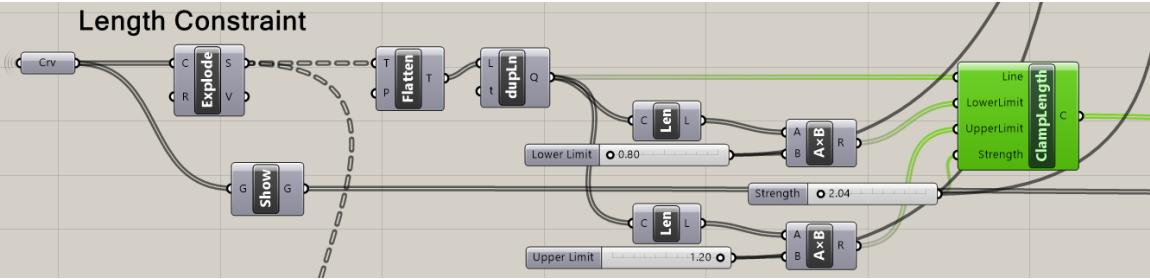 Length Constraint
Crv
C
R
Explode
S
V
T
P
Flatten
T
L
t
dupLn
Q
Line
LowerLimit
UpperLimit
Strength
ClampLength
C
C
Len
L
A
B
A×B
R
Lower Limit 0.80
G
Show
G
Strength 2.04
C
Len
L
A
B
A×B
R
Upper Limit 1.20